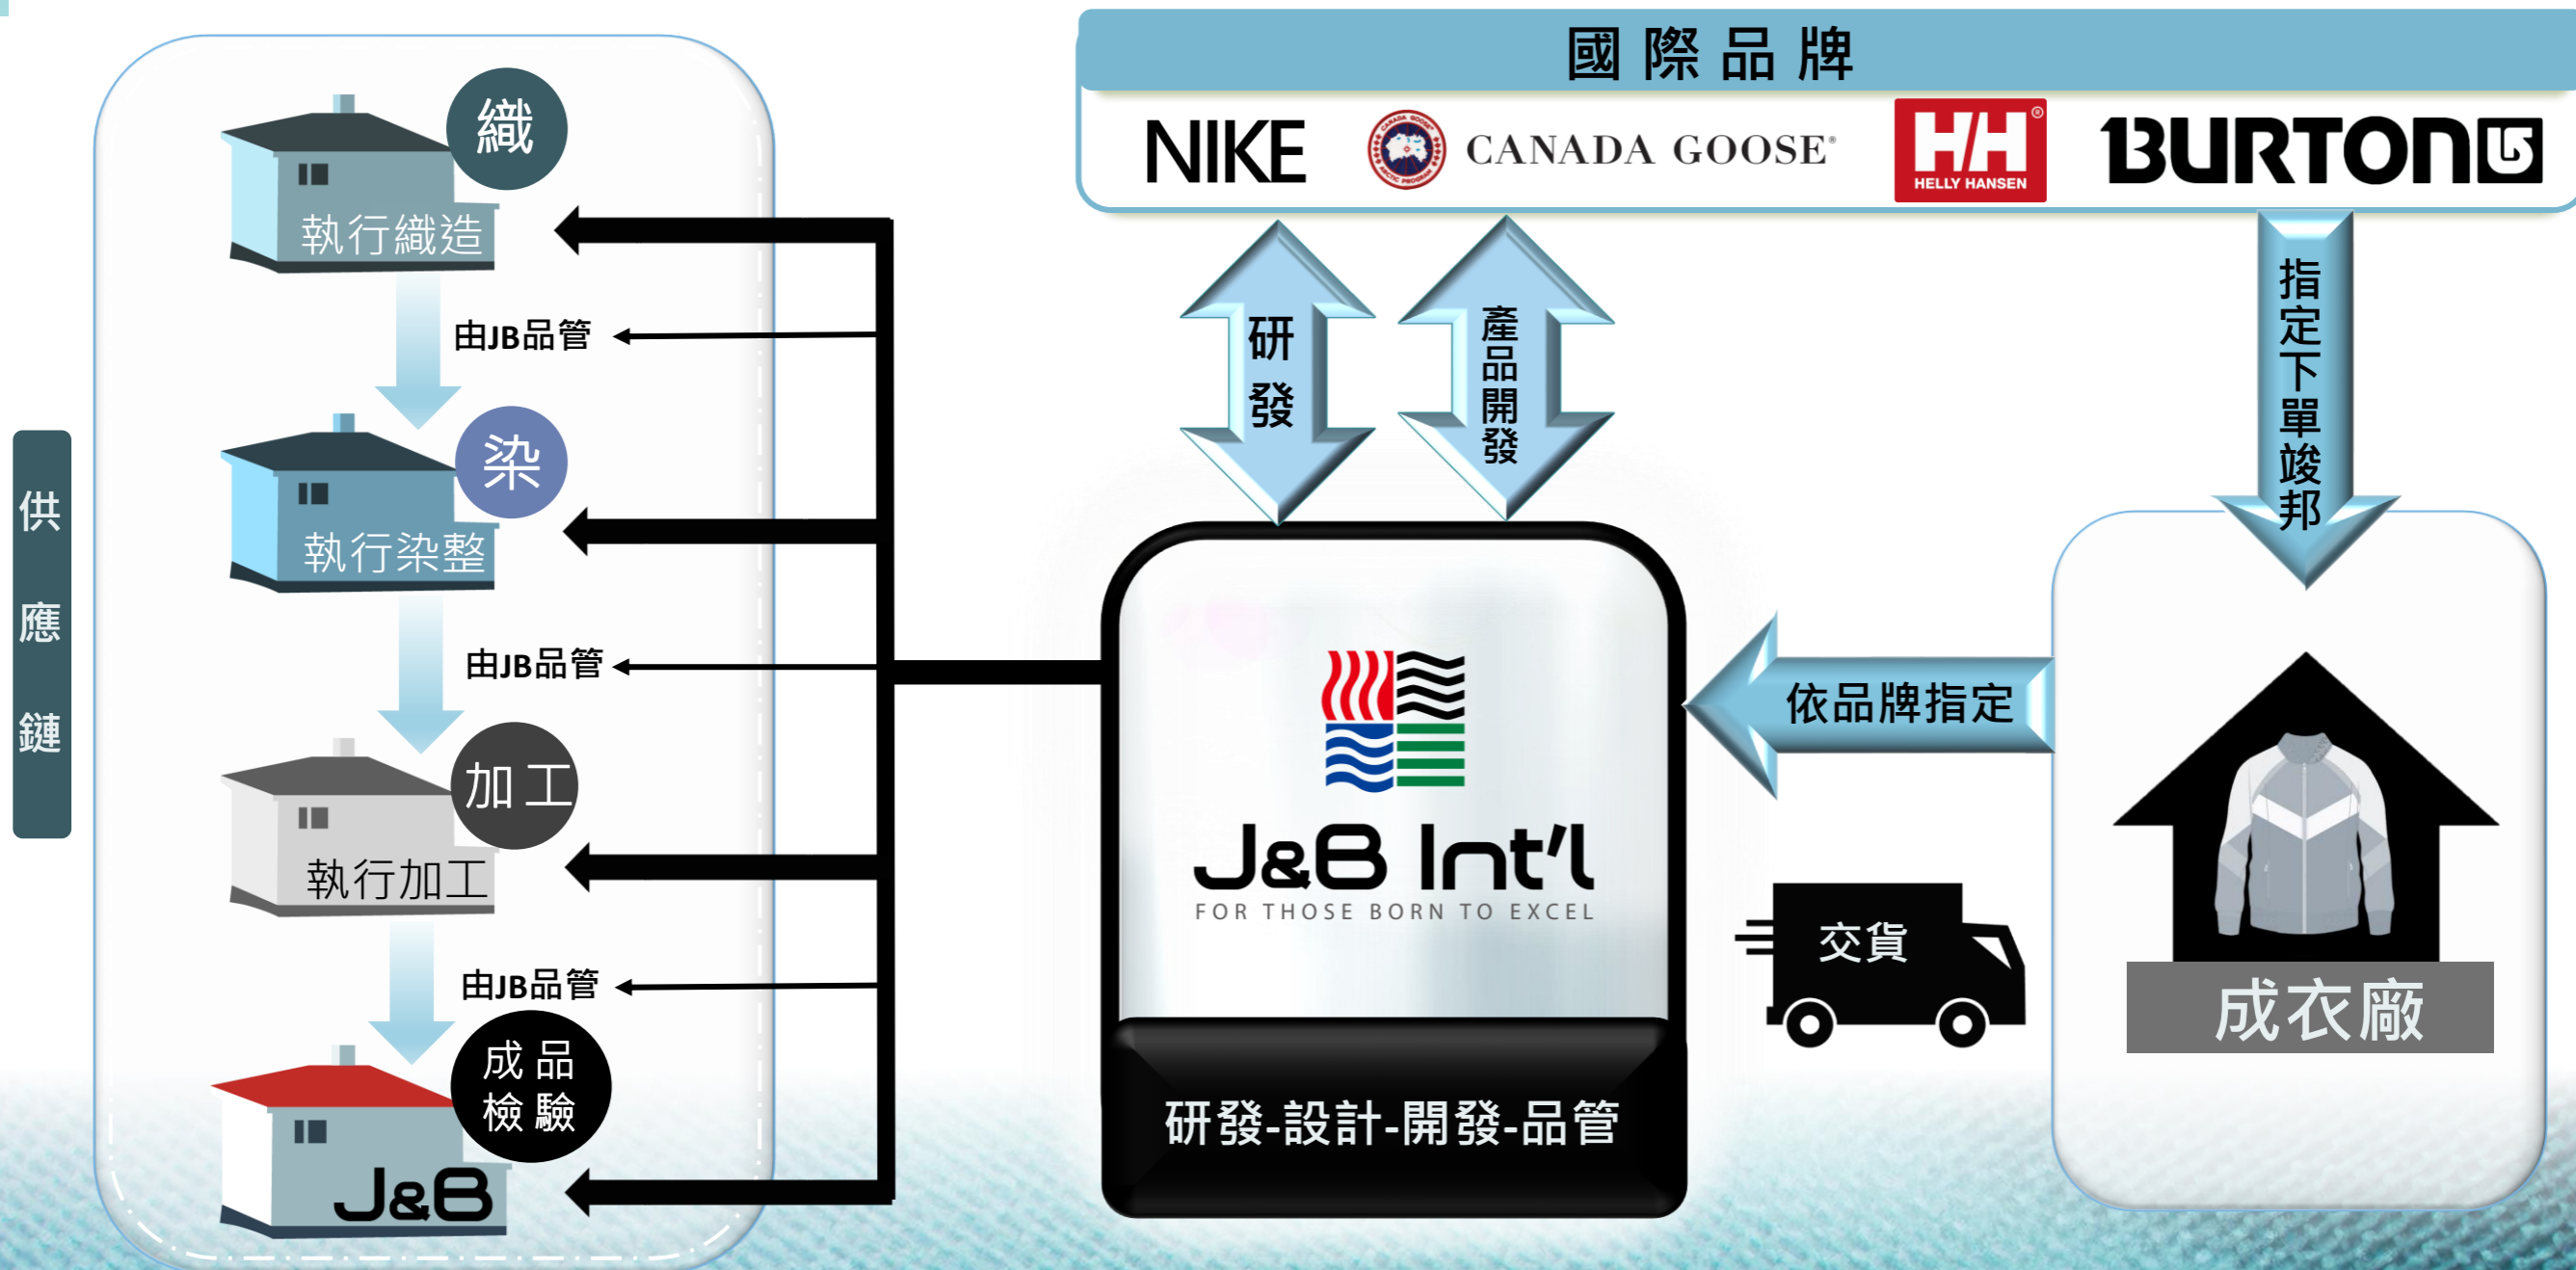 國際品牌
NIKE
CANADA GOOSE
ARCTIC PROGRAM
CANADA GOOSE®
H/H®
HELLY HANSEN
BURTON
供應鏈
織
執行織造
由JB品管
染
執行染整
由JB品管
加工
執行加工
由JB品管
成品
檢驗
J&B
研發
產品開發
指定下單竣邦
J&B Int'l
FOR THOSE BORN TO EXCEL
研發-設計-開發-品管
依品牌指定
交貨
成衣廠